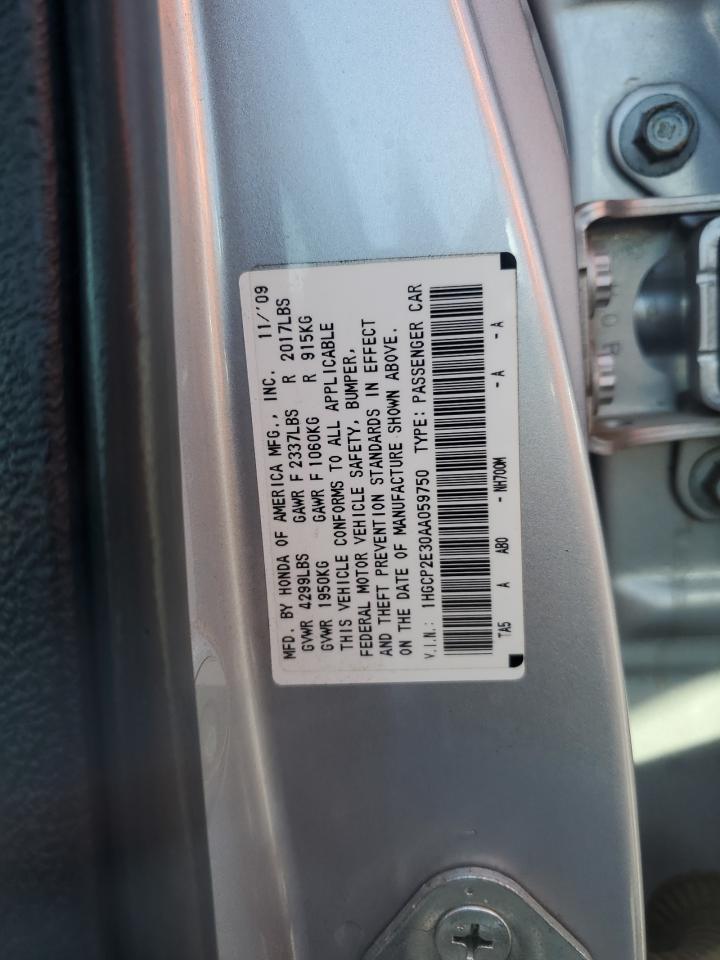 MFD. BY HONDA OF AMERICA MFG., INC. 11/'09
GVWR 4299LBS GAWR F 2337LBS R 2017LBS
GVWR 1950KG GAWR F 1060KG R 915KG
THIS VEHICLE CONFORMS TO ALL APPLICABLE
FEDERAL MOTOR VEHICLE SAFETY, BUMPER,
AND THEFT PREVENTION STANDARDS IN EFFECT
ON THE DATE OF MANUFACTURE SHOWN ABOVE.
V.I.N.: 1HGCP2E30AA059750 TYPE: PASSENGER CAR
TA5 A AB0 - NH700M - A - A